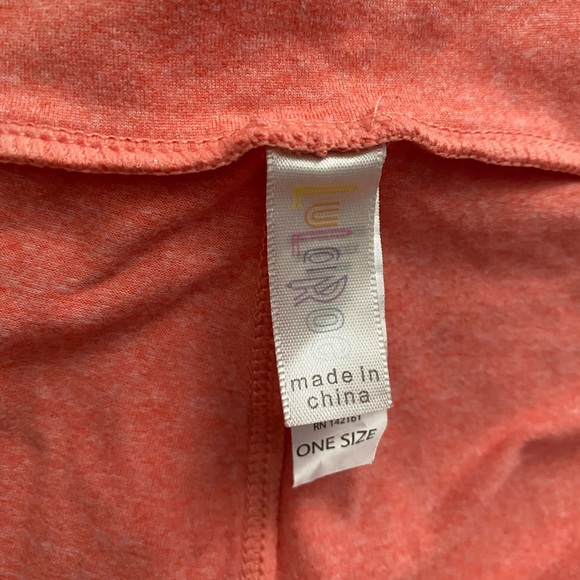 LuLaRoe
made in
china
RN 142161
ONE SIZE